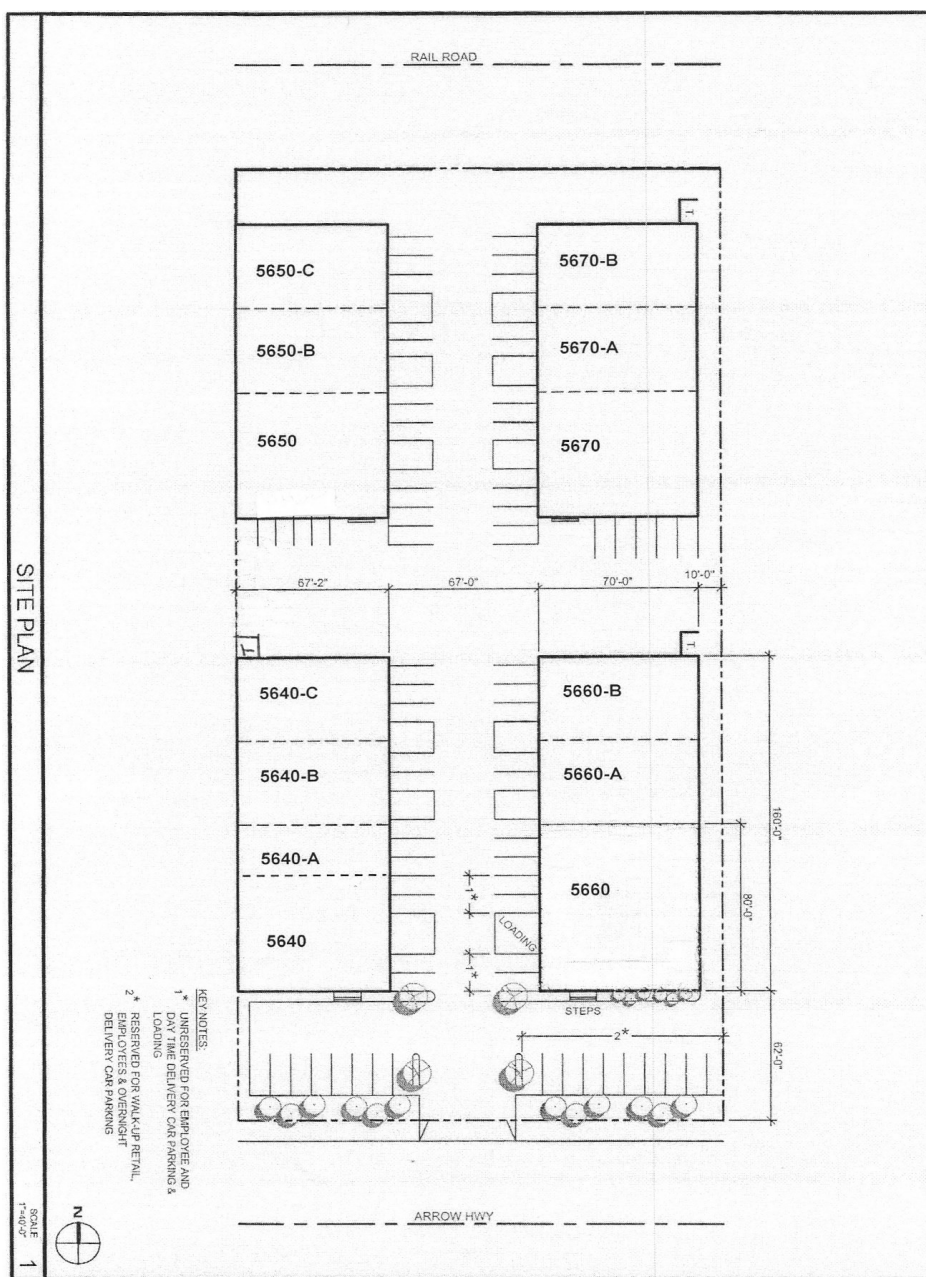 RAIL ROAD
T.
5650-C
5670-B
5650-B
5670-A
5650
5670
67'-2"
67'-0"
70'-0"
10'-0"
T
5640-C
5660-B
5640-B
5660-A
160'-0"
5640-A
1*
5660
80'-0"
5640
LOADING
1*
STEPS
2*
62'-0"
KEY NOTES:
1* UNRESERVED FOR EMPLOYEE AND
DAY TIME DELIVERY CAR PARKING &
LOADING
2* RESERVED FOR WALK-UP RETAIL,
EMPLOYEES & OVERNIGHT
DELIVERY CAR PARKING
ARROW HWY
N
SITE PLAN
SCALE
1"=40'-0"
1